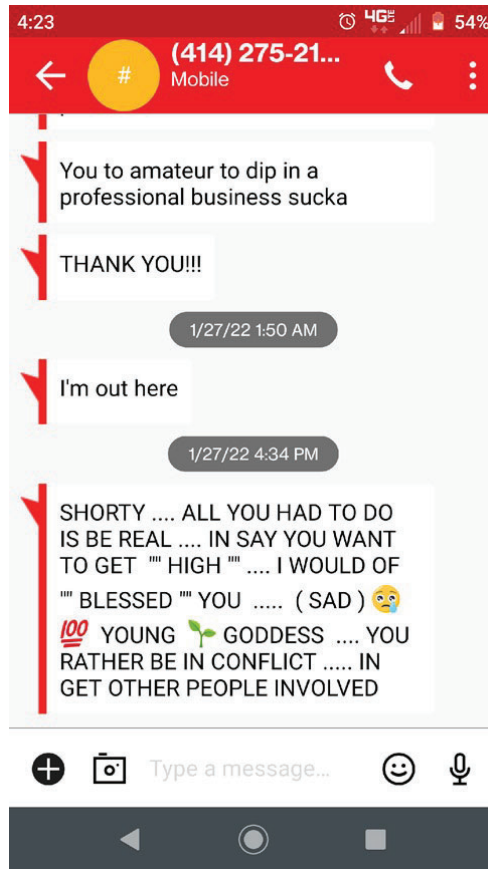 4:23 4GE 54%
(414) 275-21...
# Mobile
You to amateur to dip in a
professional business sucka
THANK YOU!!!
1/27/22 1:50 AM
I'm out here
1/27/22 4:34 PM
SHORTY .... ALL YOU HAD TO DO
IS BE REAL .... IN SAY YOU WANT
TO GET "" HIGH "" .... I WOULD OF
"" BLESSED "" YOU ..... ( SAD ) 😢
💯 YOUNG 🌱 GODDESS .... YOU
RATHER BE IN CONFLICT ..... IN
GET OTHER PEOPLE INVOLVED
Type a message...